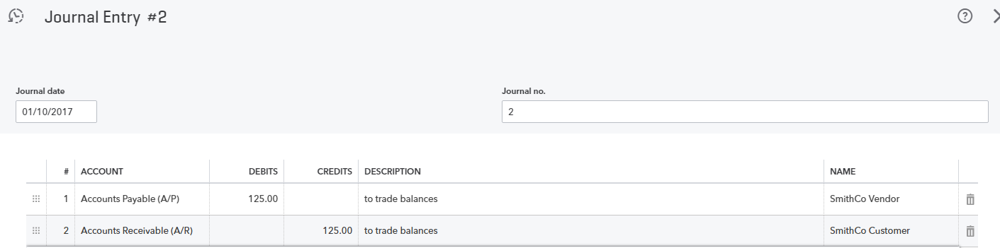 Journal Entry #2
Journal date
Journal no.
01/10/2017
2
# ACCOUNT DEBITS CREDITS DESCRIPTION NAME
1 Accounts Payable (A/P) 125.00 to trade balances SmithCo Vendor
2 Accounts Receivable (A/R) 125.00 to trade balances SmithCo Customer